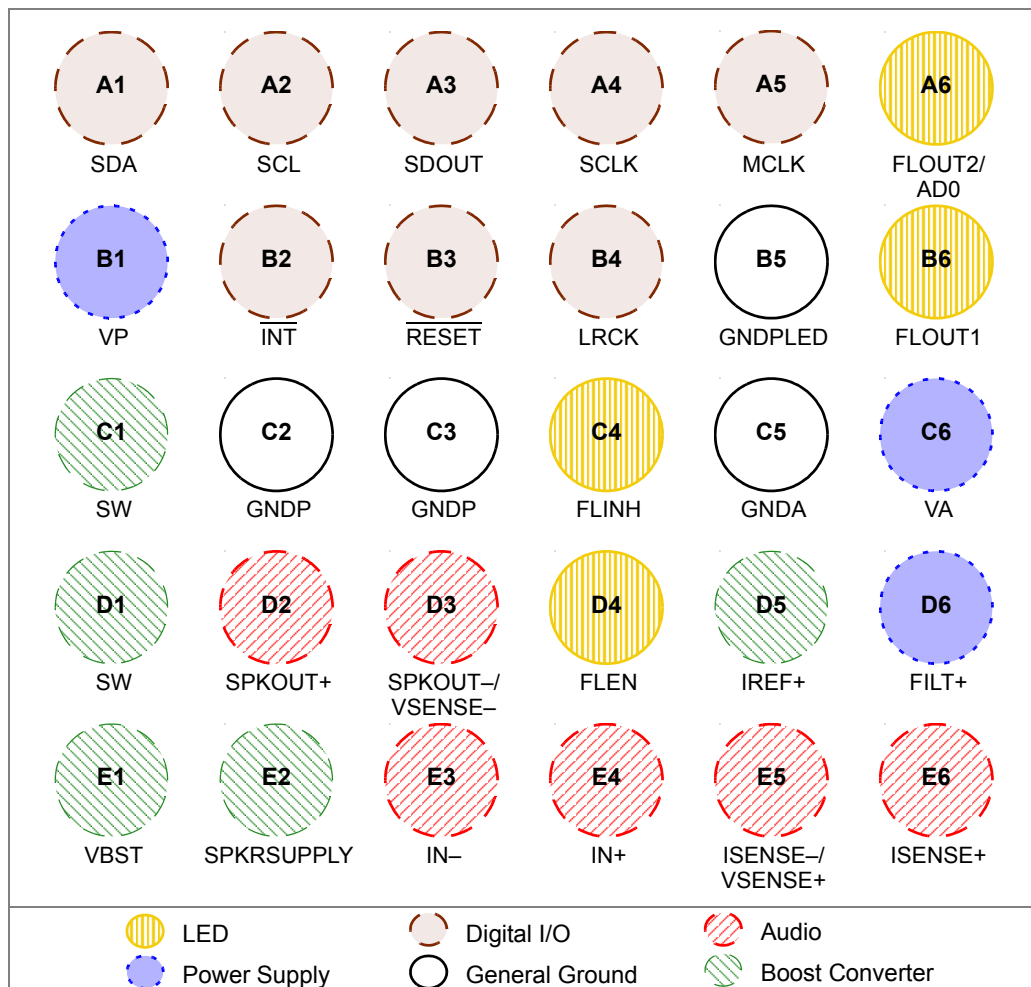 A1 A2 A3 A4 A5 A6
SDA SCL SDOUT SCLK MCLK FLOUT2/
AD0
B1 B2 B3 B4 B5 B6
VP INT RESET LRCK GNDPLED FLOUT1
C1 C2 C3 C4 C5 C6
SW GNDP GNDP FLINH GNDA VA
D1 D2 D3 D4 D5 D6
SW SPKOUT+ SPKOUT–/ FLEN IREF+ FILT+
VSENSE–
E1 E2 E3 E4 E5 E6
VBST SPKRSUPPLY IN– IN+ ISENSE–/ ISENSE+
VSENSE+
LED Digital I/O Audio
Power Supply General Ground Boost Converter